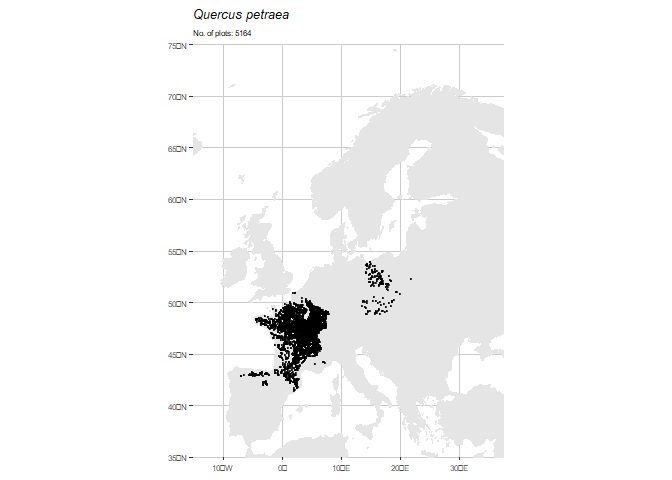 Quercus petraea
No. of plots: 5164
75□N
70□N
65□N
60□N
55□N
50□N
45□N
40□N
35□N
10□W
0□
10□E
20□E
30□E